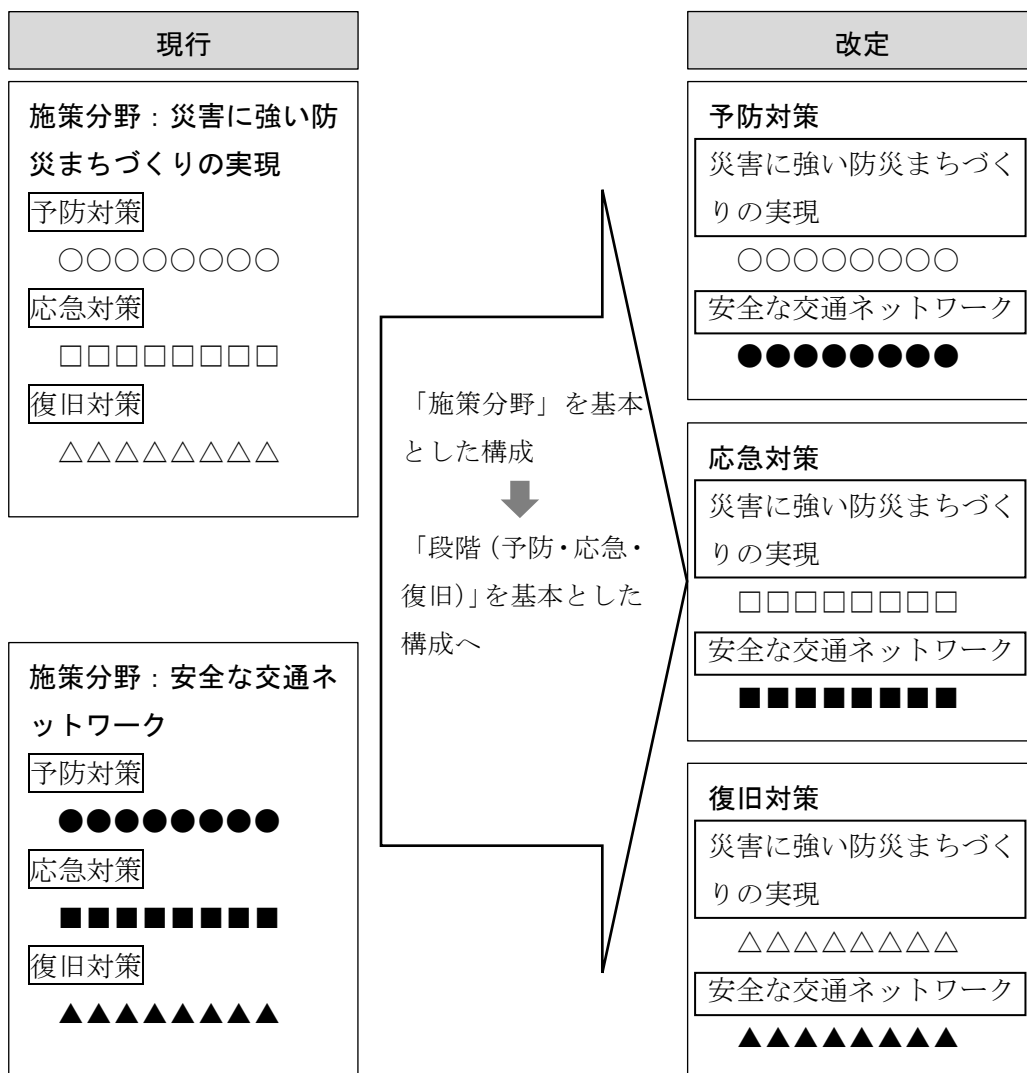 現行
施策分野：災害に強い防
災まちづくりの実現
予防対策
○○○○○○○○
応急対策
□□□□□□□□
復旧対策
△△△△△△△△
施策分野：安全な交通ネ
ットワーク
予防対策
●●●●●●●●
応急対策
■■■■■■■■
復旧対策
▲▲▲▲▲▲▲▲
「施策分野」を基本
とした構成
「段階（予防・応急・
復旧）」を基本とした
構成へ
改定
予防対策
災害に強い防災まちづく
りの実現
○○○○○○○○
安全な交通ネットワーク
●●●●●●●●
応急対策
災害に強い防災まちづく
りの実現
□□□□□□□□
安全な交通ネットワーク
■■■■■■■■
復旧対策
災害に強い防災まちづく
りの実現
△△△△△△△△
安全な交通ネットワーク
▲▲▲▲▲▲▲▲